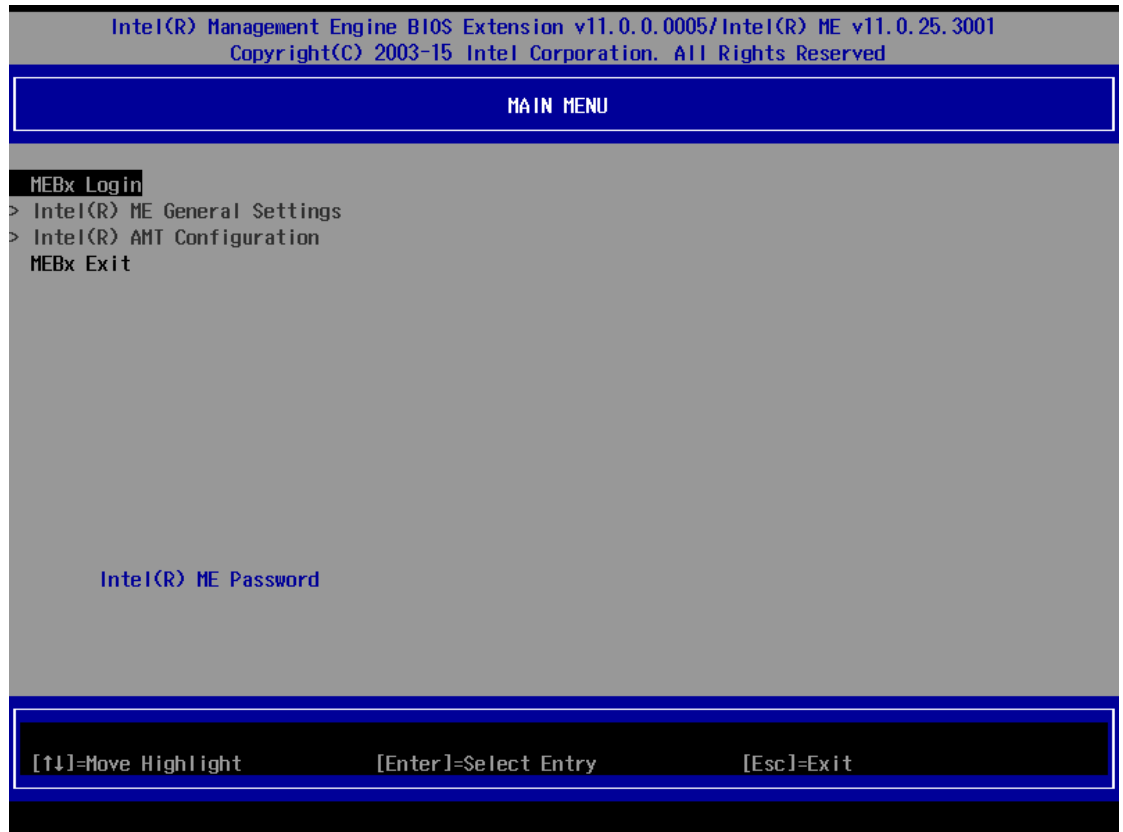 Intel(R) Management Engine BIOS Extension v11.0.0.0005/Intel(R) ME v11.0.25.3001
Copyright(C) 2003-15 Intel Corporation. All Rights Reserved
MAIN MENU
MEBx Login
> Intel(R) ME General Settings
> Intel(R) AMT Configuration
MEBx Exit
Intel(R) ME Password
[↑↓]=Move Highlight [Enter]=Select Entry [Esc]=Exit